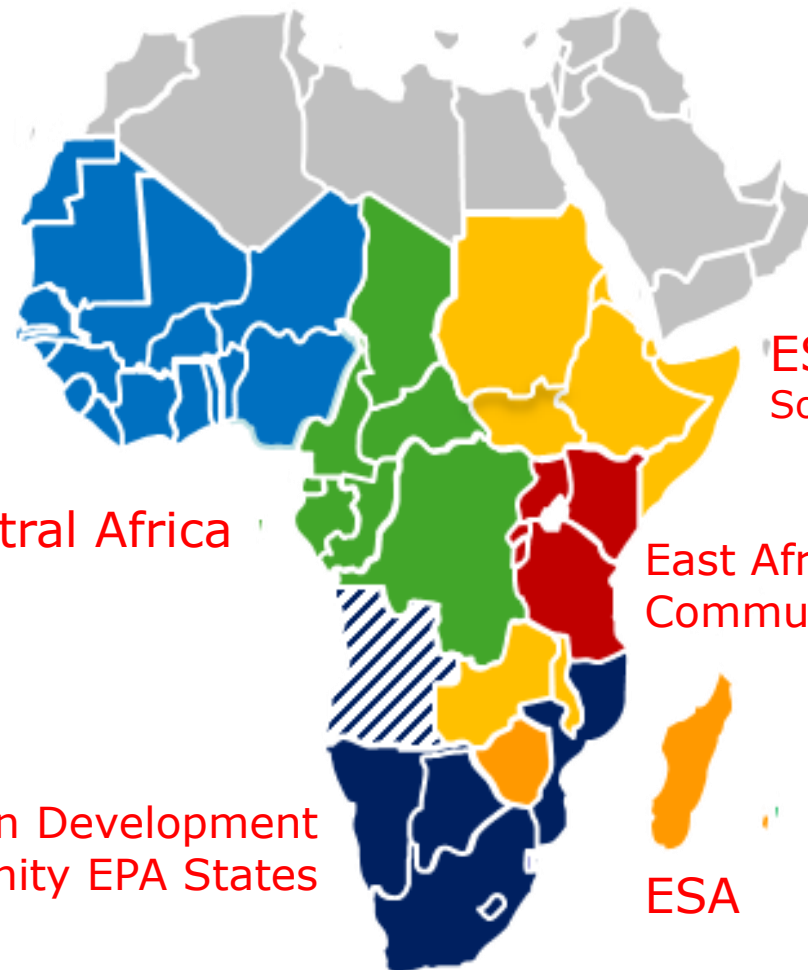 ES
So
tral Africa
East Afr
Commu
n Development
nity EPA States
ESA